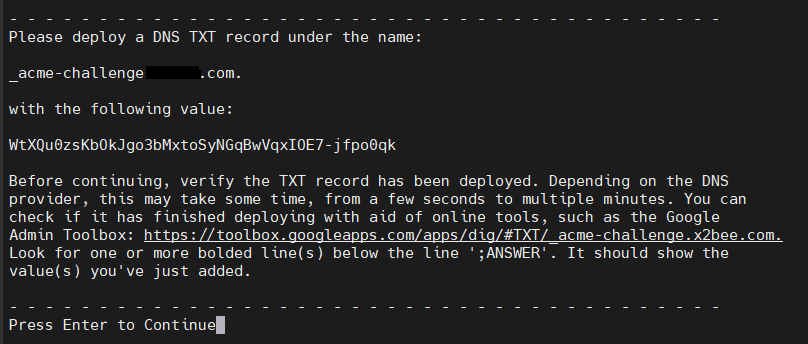 - - - - - - - - - - - - - - - - - - - - - - - - - - - - - - - - - - - - - - - -
Please deploy a DNS TXT record under the name:
_acme-challenge .com.
with the following value:
WtXQu0zsKbOkJgo3bMxtoSyNGqBwVqxIOE7-jfpo0qk
Before continuing, verify the TXT record has been deployed. Depending on the DNS
provider, this may take some time, from a few seconds to multiple minutes. You can
check if it has finished deploying with aid of online tools, such as the Google
Admin Toolbox: https://toolbox.googleapps.com/apps/dig/#TXT/_acme-challenge.x2bee.com.
Look for one or more bolded line(s) below the line ';ANSWER'. It should show the
value(s) you've just added.
- - - - - - - - - - - - - - - - - - - - - - - - - - - - - - - - - - - - - - - -
Press Enter to Continue